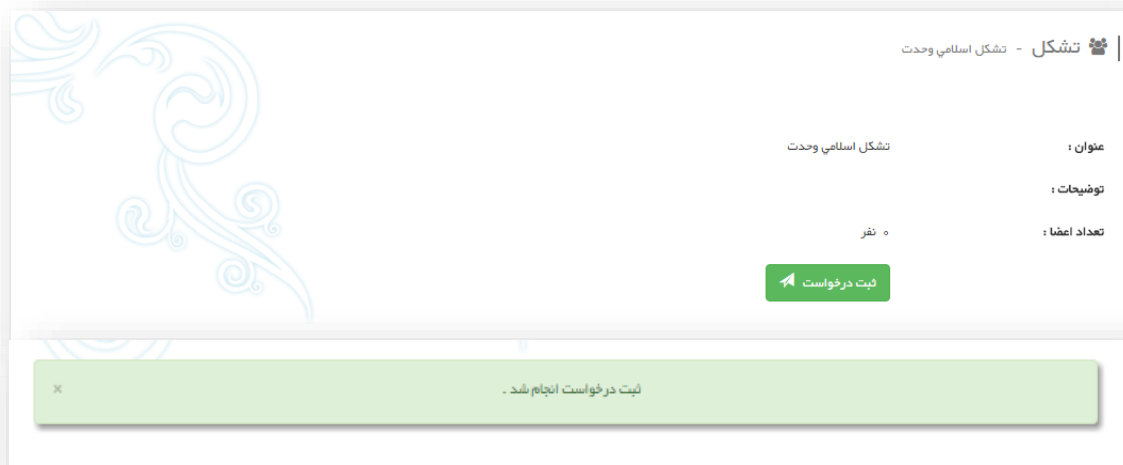 تشکل - تشکل اسلامي وحدت
عنوان : تشکل اسلامي وحدت
توضیحات :
تعداد اعضا : ۰ نفر
ثبت درخواست
ثبت درخواست انجام شد .
×